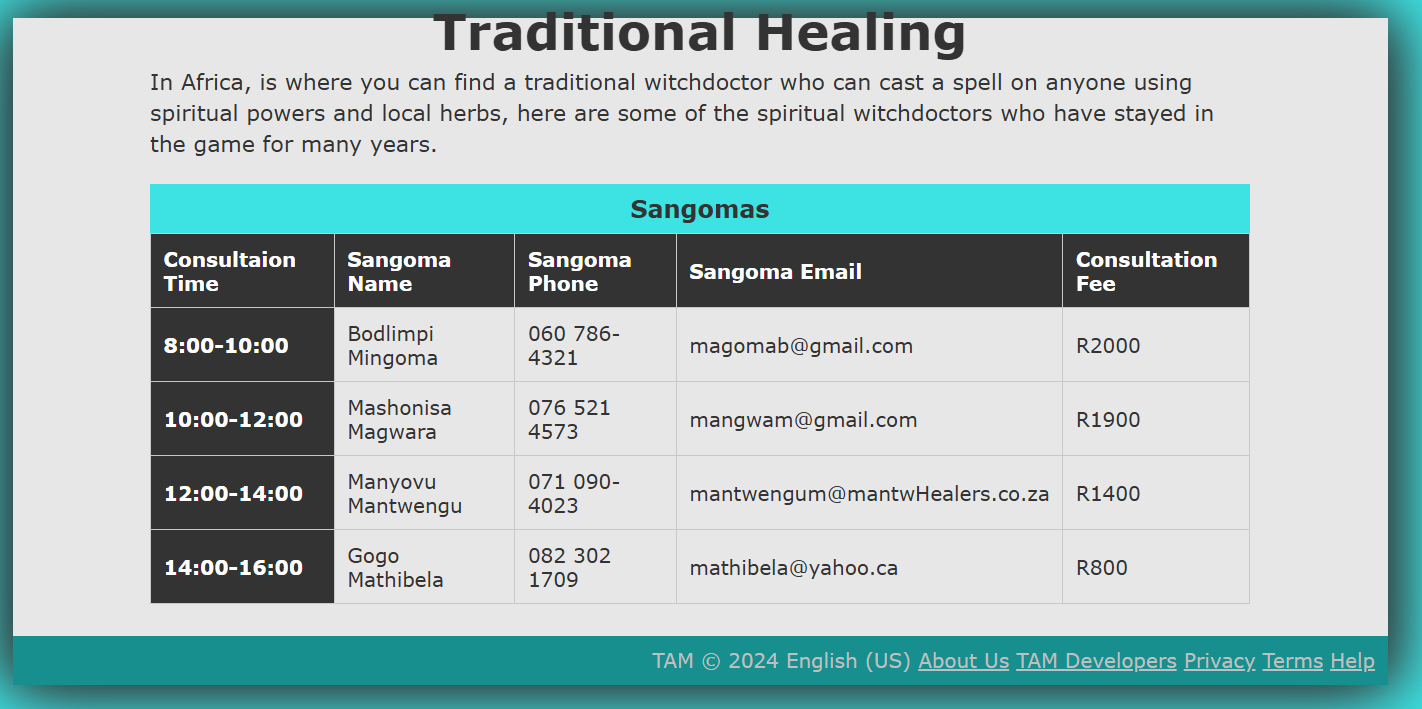 Traditional Healing
In Africa, is where you can find a traditional witchdoctor who can cast a spell on anyone using
spiritual powers and local herbs, here are some of the spiritual witchdoctors who have stayed in
the game for many years.
Sangomas
Consultaion Time Sangoma Name Sangoma Phone Sangoma Email Consultation Fee
8:00-10:00 Bodlimpi Mingoma 060 786-4321 magomab@gmail.com R2000
10:00-12:00 Mashonisa Magwara 076 521 4573 mangwam@gmail.com R1900
12:00-14:00 Manyovu Mantwengu 071 090-4023 mantwengum@mantwHealers.co.za R1400
14:00-16:00 Gogo Mathibela 082 302 1709 mathibela@yahoo.ca R800
TAM © 2024 English (US) About Us TAM Developers Privacy Terms Help